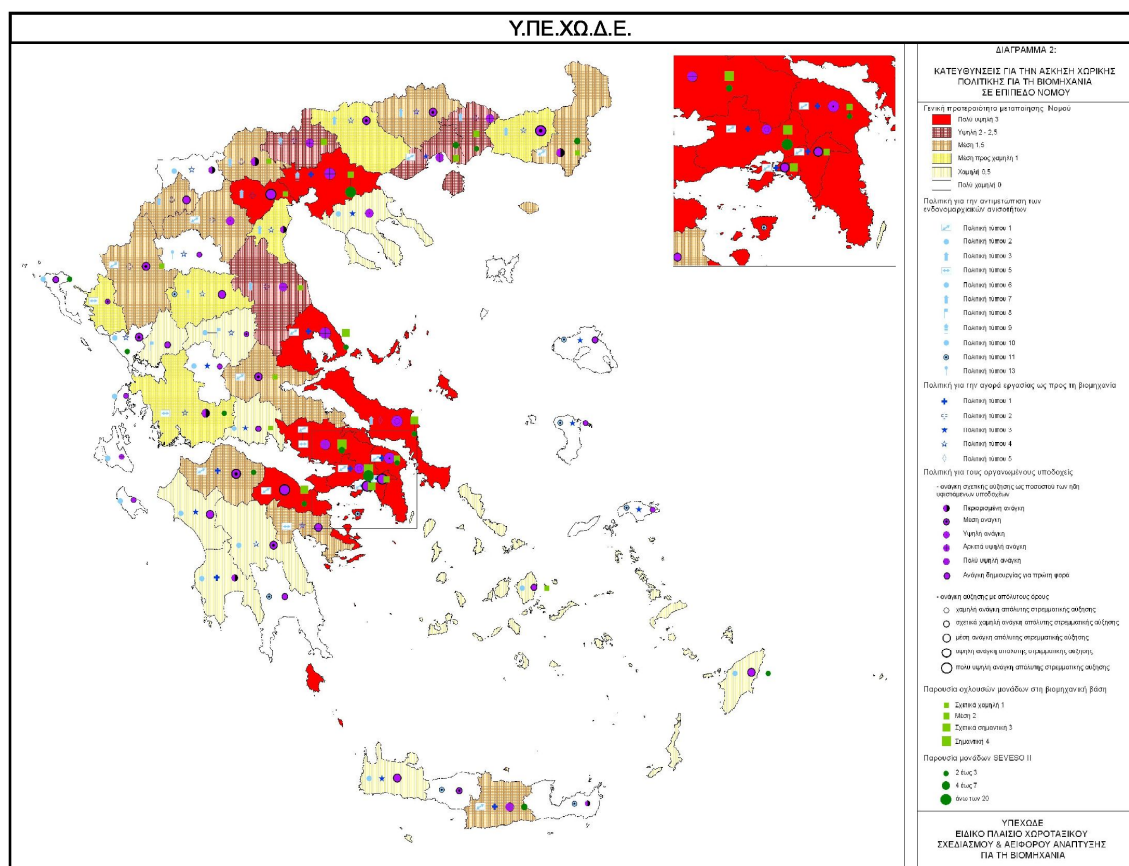 Υ.ΠΕ.ΧΩ.Δ.Ε.
ΔΙΑΓΡΑΜΜΑ 2:
ΚΑΤΕΥΘΥΝΣΕΙΣ ΓΙΑ ΤΗΝ ΑΣΚΗΣΗ ΧΩΡΙΚΗΣ
ΠΟΛΙΤΙΚΗΣ ΓΙΑ ΤΗ ΒΙΟΜΗΧΑΝΙΑ
ΣΕ ΕΠΙΠΕΔΟ ΝΟΜΟΥ
Γενική προτεραιότητα μεταποίησης Νομού
Πολύ υψηλή 3
Υψηλή 2 - 2,5
Μέση 1,5
Μέση προς χαμηλή 1
Χαμηλή 0,5
Πολύ χαμηλή 0
Πολιτική για την αντιμετώπιση των
ενδονομαρχιακών ανισοτήτων
Πολιτική τύπου 1
Πολιτική τύπου 2
Πολιτική τύπου 3
Πολιτική τύπου 5
Πολιτική τύπου 6
Πολιτική τύπου 7
Πολιτική τύπου 8
Πολιτική τύπου 9
Πολιτική τύπου 10
Πολιτική τύπου 11
Πολιτική τύπου 13
Πολιτική για την αγορά εργασίας ως προς τη βιομηχανία
Πολιτική τύπου 1
Πολιτική τύπου 2
Πολιτική τύπου 3
Πολιτική τύπου 4
Πολιτική τύπου 5
Πολιτική για τους οργανωμένους υποδοχείς
- ανάγκη σχετικής αύξησης ως ποσοστού των ήδη
υφισταμένων υποδοχέων
Περιορισμένη ανάγκη
Μέση ανάγκη
Υψηλή ανάγκη
Αρκετά υψηλή ανάγκη
Πολύ υψηλή ανάγκη
Ανάγκη δημιουργίας για πρώτη φορά
- ανάγκη αύξησης με απόλυτους όρους
χαμηλή ανάγκη απόλυτης στρεμματικής αύξησης
σχετικά χαμηλή ανάγκη απόλυτης στρεμματικής αύξησης
μέση ανάγκη απόλυτης στρεμματικής αύξησης
υψηλή ανάγκη απόλυτης στρεμματικής αύξησης
πολύ υψηλή ανάγκη απόλυτης στρεμματικής αύξησης
Παρουσία οχλουσών μονάδων στη βιομηχανική βάση
Σχετικά χαμηλή 1
Μέση 2
Σχετικά σημαντική 3
Σημαντική 4
Παρουσία μονάδων SEVESO II
2 έως 3
4 έως 7
άνω των 20
ΥΠΕΧΩΔΕ
ΕΙΔΙΚΟ ΠΛΑΙΣΙΟ ΧΩΡΟΤΑΞΙΚΟΥ
ΣΧΕΔΙΑΣΜΟΥ & ΑΕΙΦΟΡΟΥ ΑΝΑΠΤΥΞΗΣ
ΓΙΑ ΤΗ ΒΙΟΜΗΧΑΝΙΑ